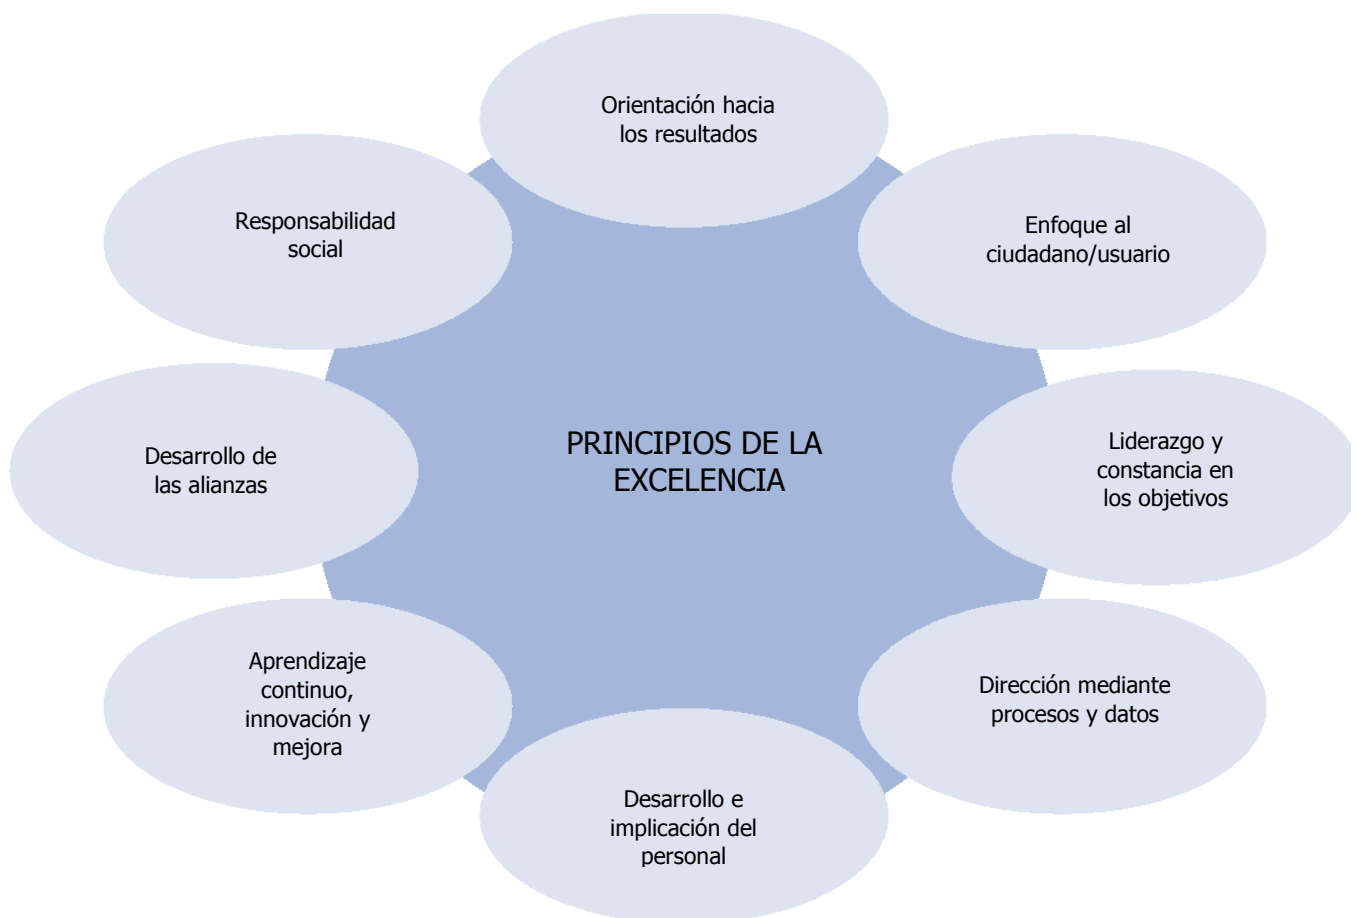 Orientación hacia
los resultados
Enfoque al
ciudadano/usuario
Liderazgo y
constancia en
los objetivos
Dirección mediante
procesos y datos
Desarrollo e
implicación del
personal
Aprendizaje
continuo,
innovación y
mejora
Desarrollo de
las alianzas
Responsabilidad
social
PRINCIPIOS DE LA
EXCELENCIA